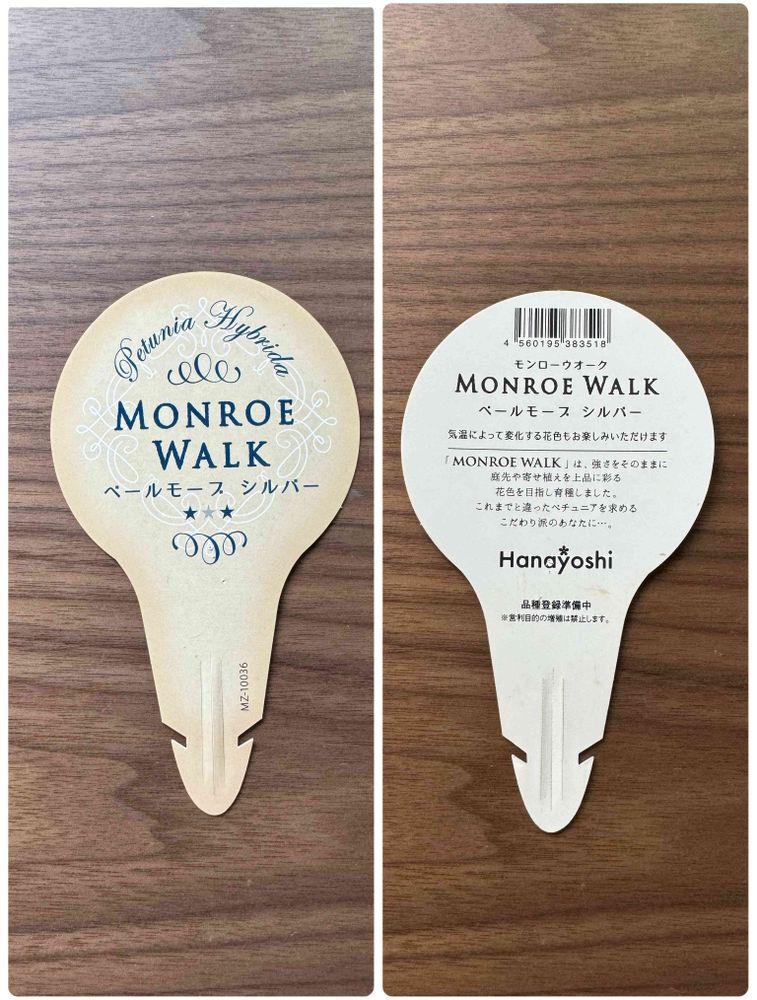 Petunia Hybrida
MONROE
WALK
ペールモーブ シルバー
MZ-10036
4 560195 383518
モンローウオーク
MONROE WALK
ペールモーブ シルバー
気温によって変化する花色もお楽しみいただけます
「MONROE WALK」は、強さをそのままに
庭先や寄せ植えを上品に彩る
花色を目指し育種しました。
これまでと違ったペチュニアを求める
こだわり派のあなたに…。
Hanayoshi
品種登録準備中
※営利目的の増殖は禁止します。